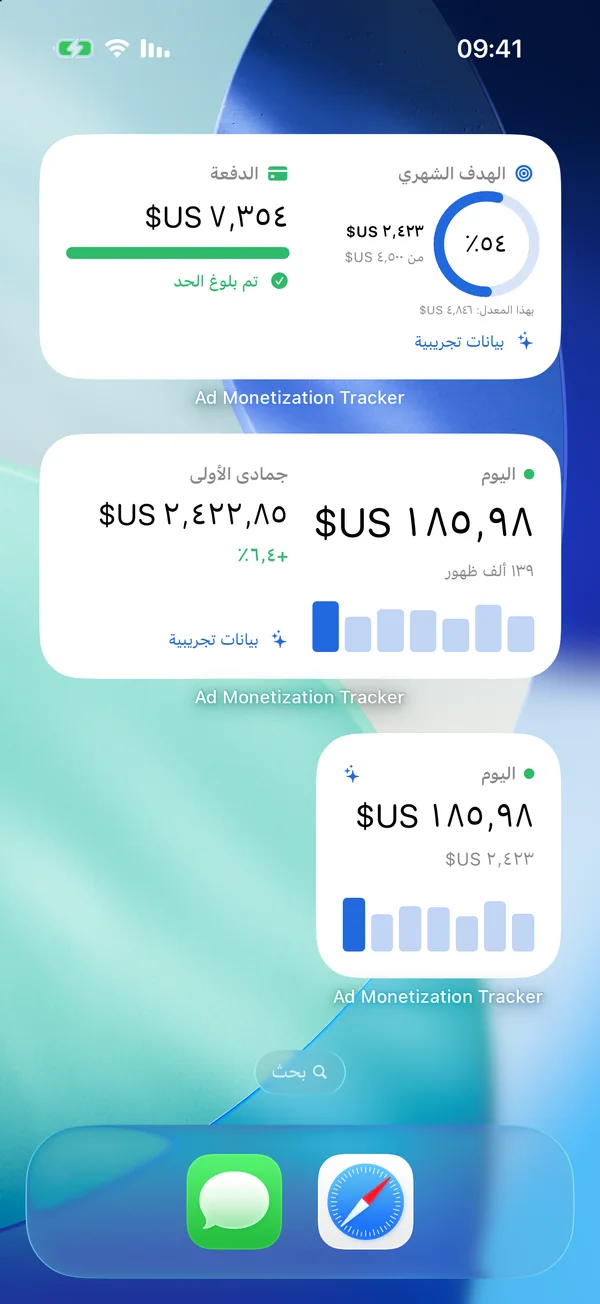 09:41
الهدف الشهري
٥٤٪
٢,٤٢٣ US$
من ٤,٥٠٠ US$
بهذا المعدل: ٤,٨٤٦ US$
بيانات تجريبية
الدفعة
٧,٣٥٤ US$
تم بلوغ الحد
Ad Monetization Tracker
اليوم
١٨٥,٩٨ US$
١٣٩ ألف ظهور
جمادى الأولى
٢,٤٢٢,٨٥ US$
+٦,٤٪
بيانات تجريبية
Ad Monetization Tracker
اليوم
١٨٥,٩٨ US$
٢,٤٢٣ US$
Ad Monetization Tracker
بحث